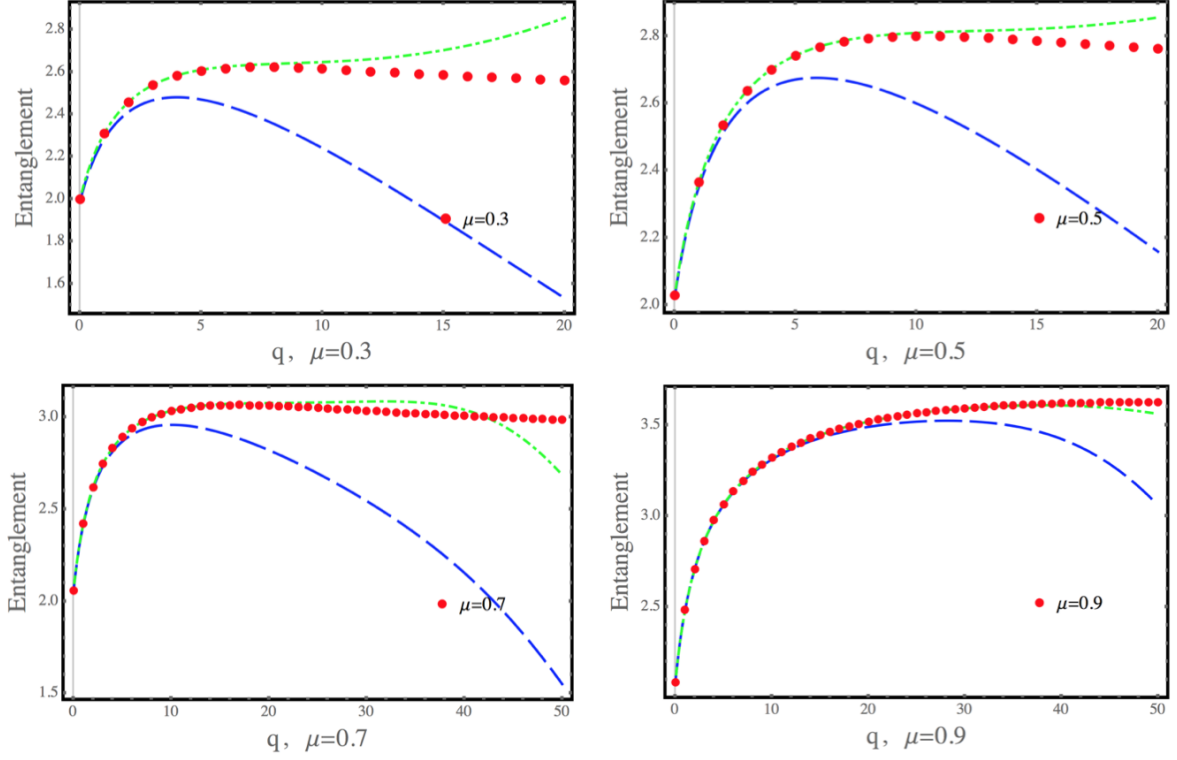 Entanglement
2.8
2.6
2.4
2.2
2.0
1.8
1.6
μ=0.3
0 5 10 15 20
q, μ=0.3
Entanglement
2.8
2.6
2.4
2.2
2.0
μ=0.5
0 5 10 15 20
q, μ=0.5
Entanglement
3.0
2.5
2.0
1.5
μ=0.7
0 10 20 30 40 50
q, μ=0.7
Entanglement
3.5
3.0
2.5
μ=0.9
0 10 20 30 40 50
q, μ=0.9